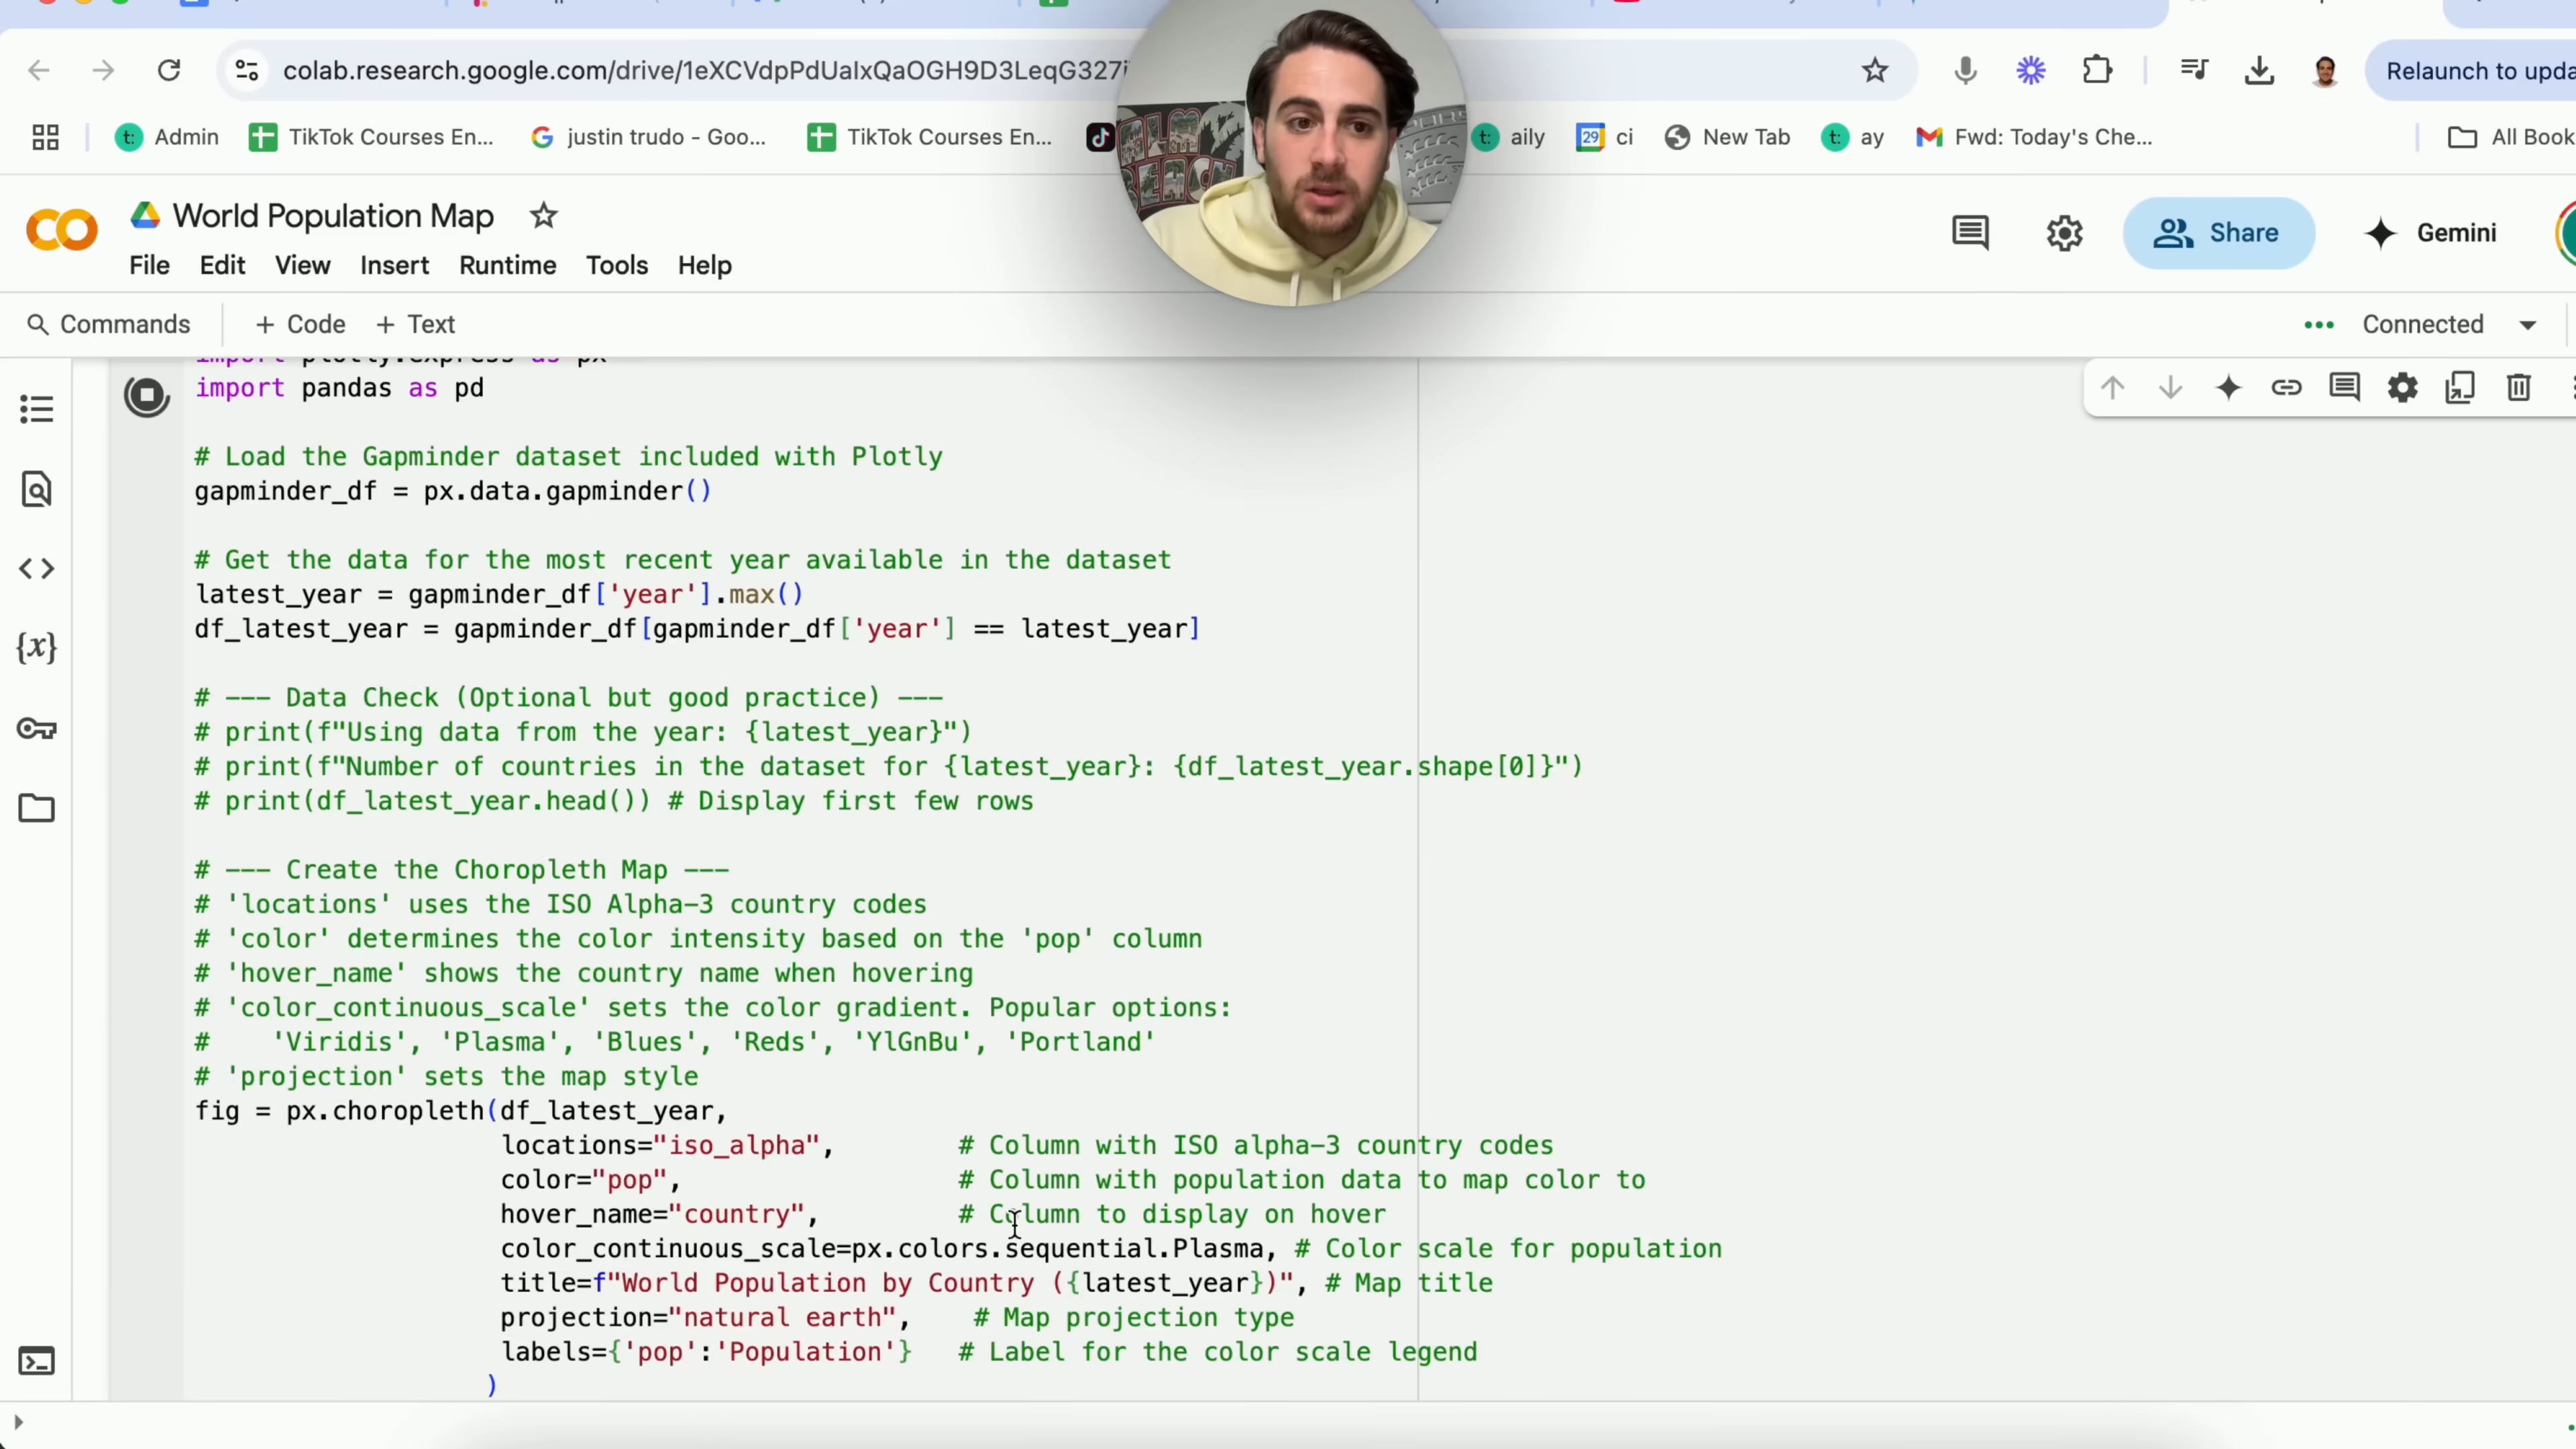 colab.research.google.com/drive/1eXCVdpPdUaIxQaOGH9D3LeqG327
Relaunch to upda
Admin
TikTok Courses En...
justin trudo - Goo...
TikTok Courses En...
aily
29
ci
New Tab
ay
Fwd: Today's Che...
All Book
World Population Map
File Edit View Insert Runtime Tools Help
Share
Gemini
Commands
+ Code + Text
Connected
import plotly.express as px
import pandas as pd
# Load the Gapminder dataset included with Plotly
gapminder_df = px.data.gapminder()
# Get the data for the most recent year available in the dataset
latest_year = gapminder_df['year'].max()
df_latest_year = gapminder_df[gapminder_df['year'] == latest_year]
# --- Data Check (Optional but good practice) ---
# print(f"Using data from the year: {latest_year}")
# print(f"Number of countries in the dataset for {latest_year}: {df_latest_year.shape[0]}")
# print(df_latest_year.head()) # Display first few rows
# --- Create the Choropleth Map ---
# 'locations' uses the ISO Alpha-3 country codes
# 'color' determines the color intensity based on the 'pop' column
# 'hover_name' shows the country name when hovering
# 'color_continuous_scale' sets the color gradient. Popular options:
#    'Viridis', 'Plasma', 'Blues', 'Reds', 'YlGnBu', 'Portland'
# 'projection' sets the map style
fig = px.choropleth(df_latest_year,
locations="iso_alpha", # Column with ISO alpha-3 country codes
color="pop", # Column with population data to map color to
hover_name="country", # Column to display on hover
color_continuous_scale=px.colors.sequential.Plasma, # Color scale for population
title=f"World Population by Country ({latest_year})", # Map title
projection="natural earth", # Map projection type
labels={'pop':'Population'} # Label for the color scale legend
)